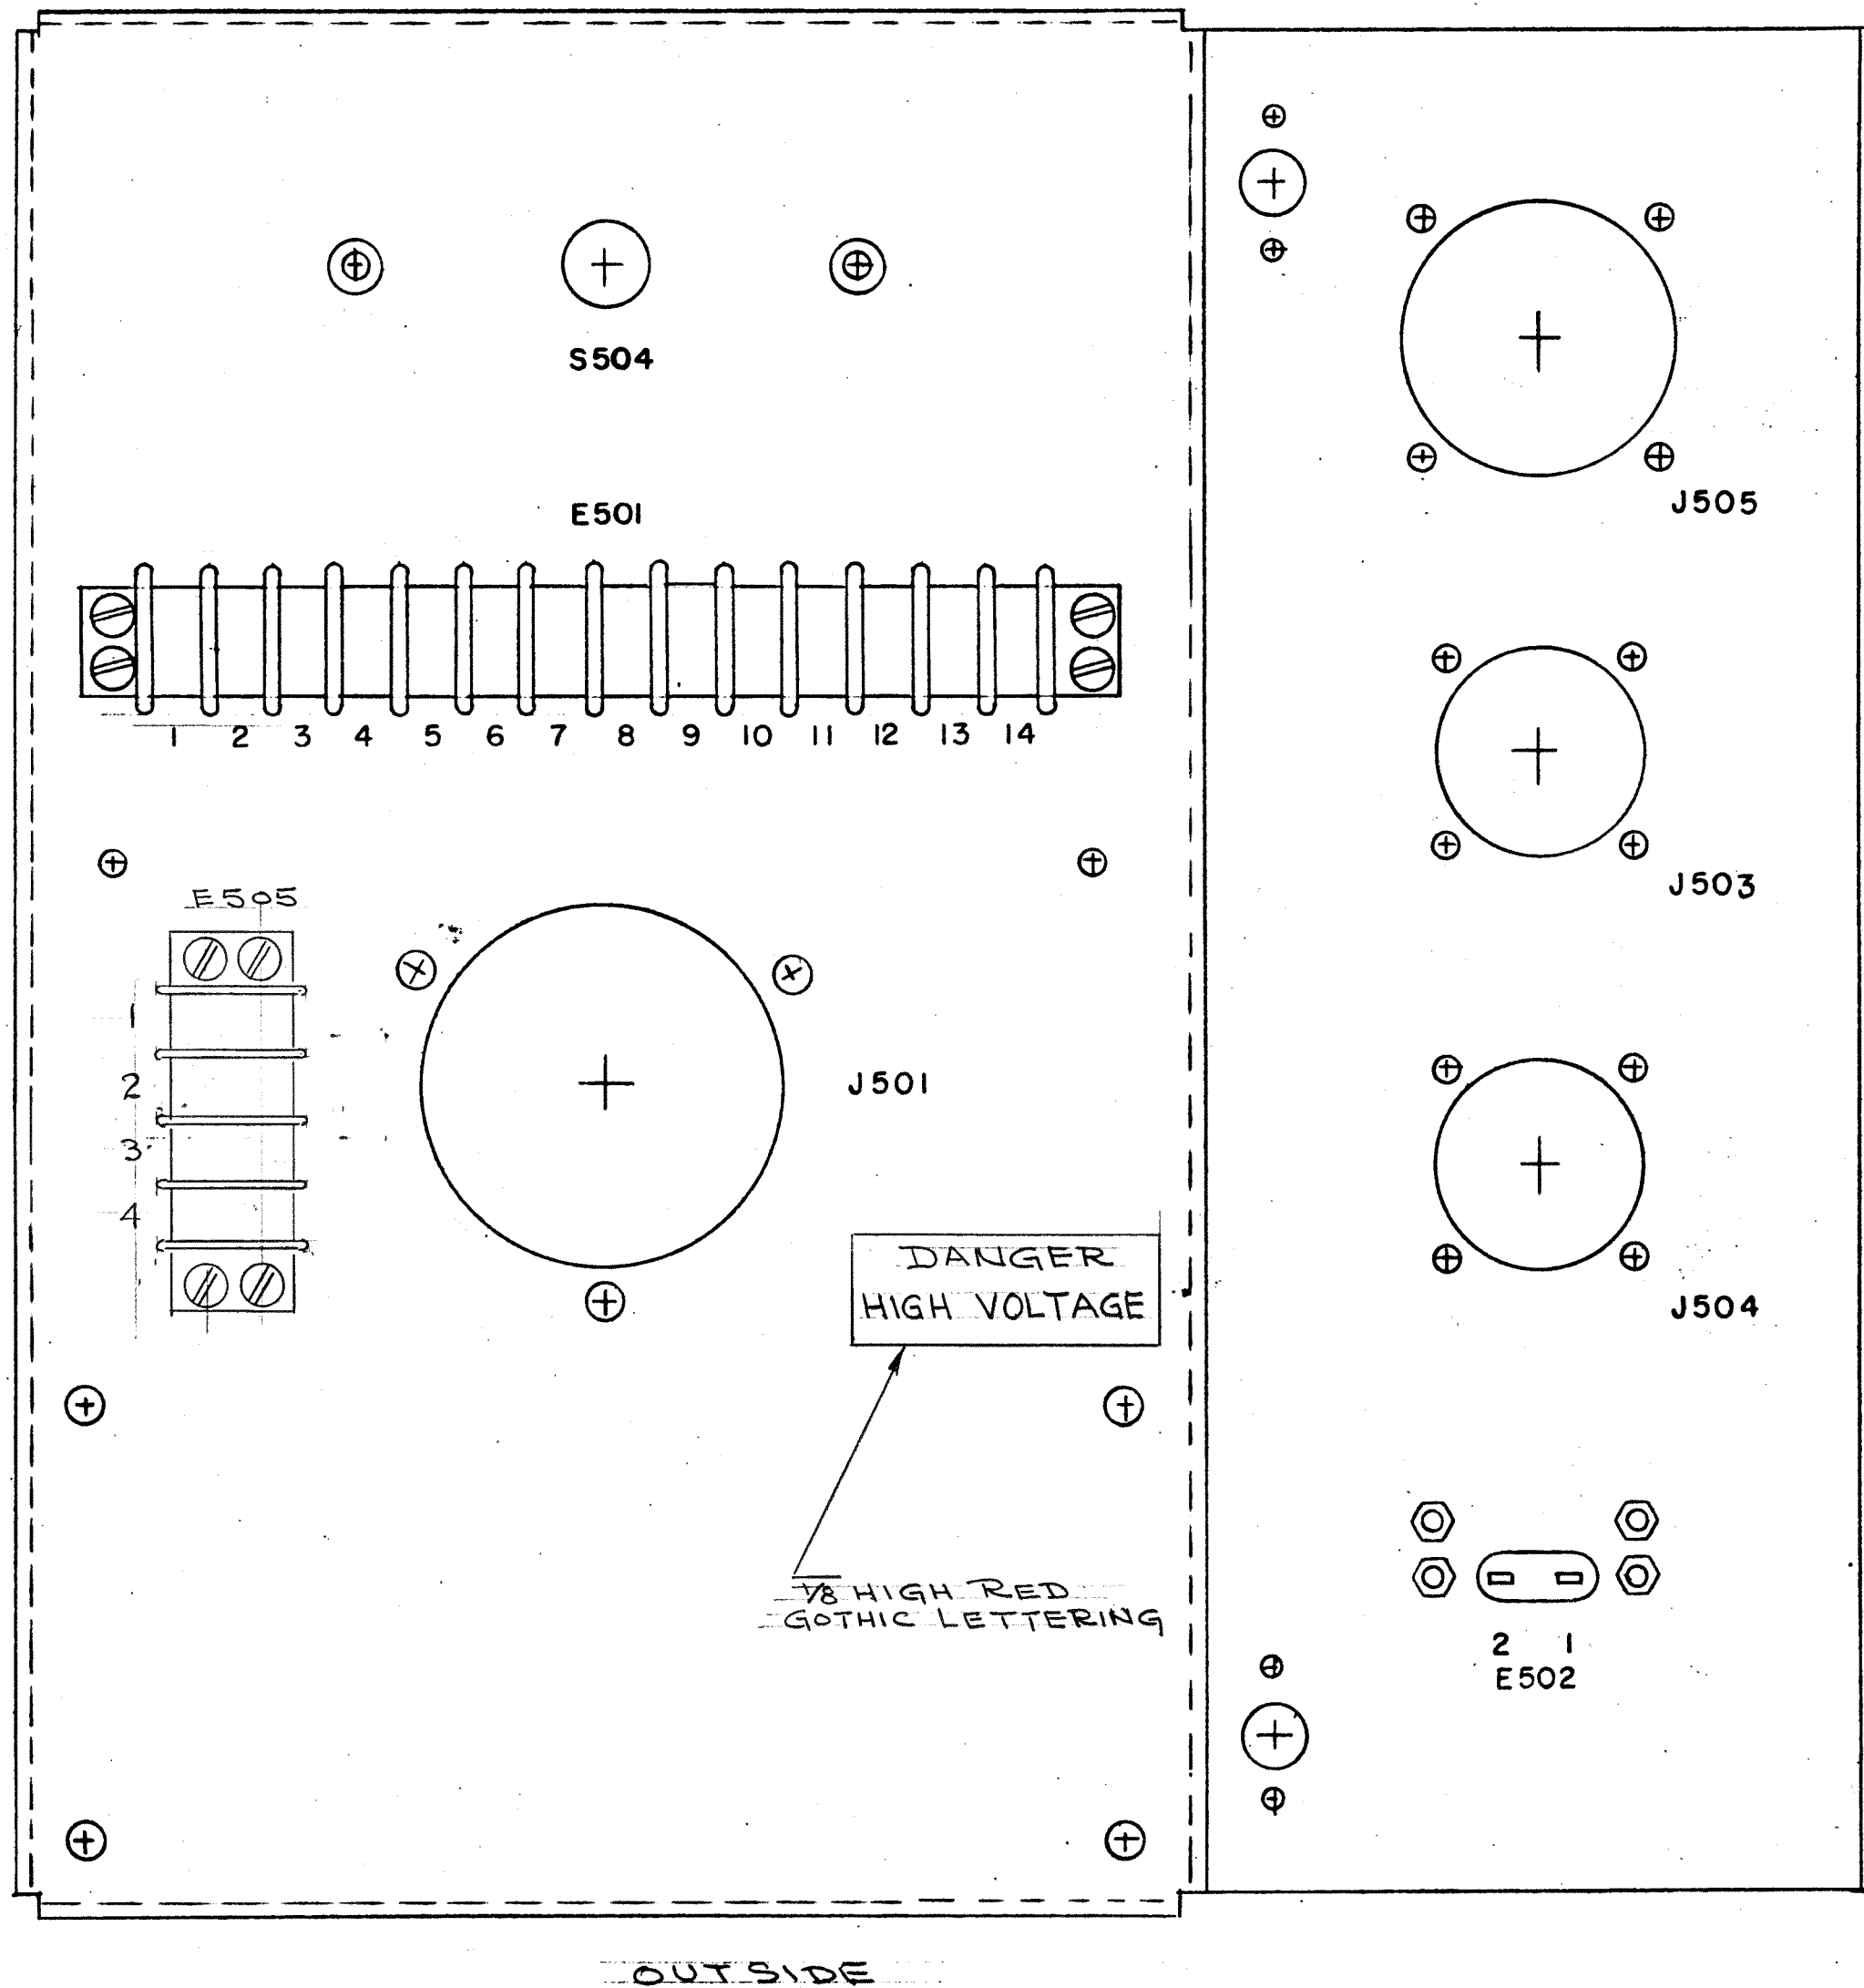 S504
J505
E501
1 2 3 4 5 6 7 8 9 10 11 12 13 14
J503
E505
1
2
3
4
J501
DANGER
HIGH VOLTAGE
J504
1/8 HIGH RED
GOTHIC LETTERING
2 1
E502
OUTSIDE